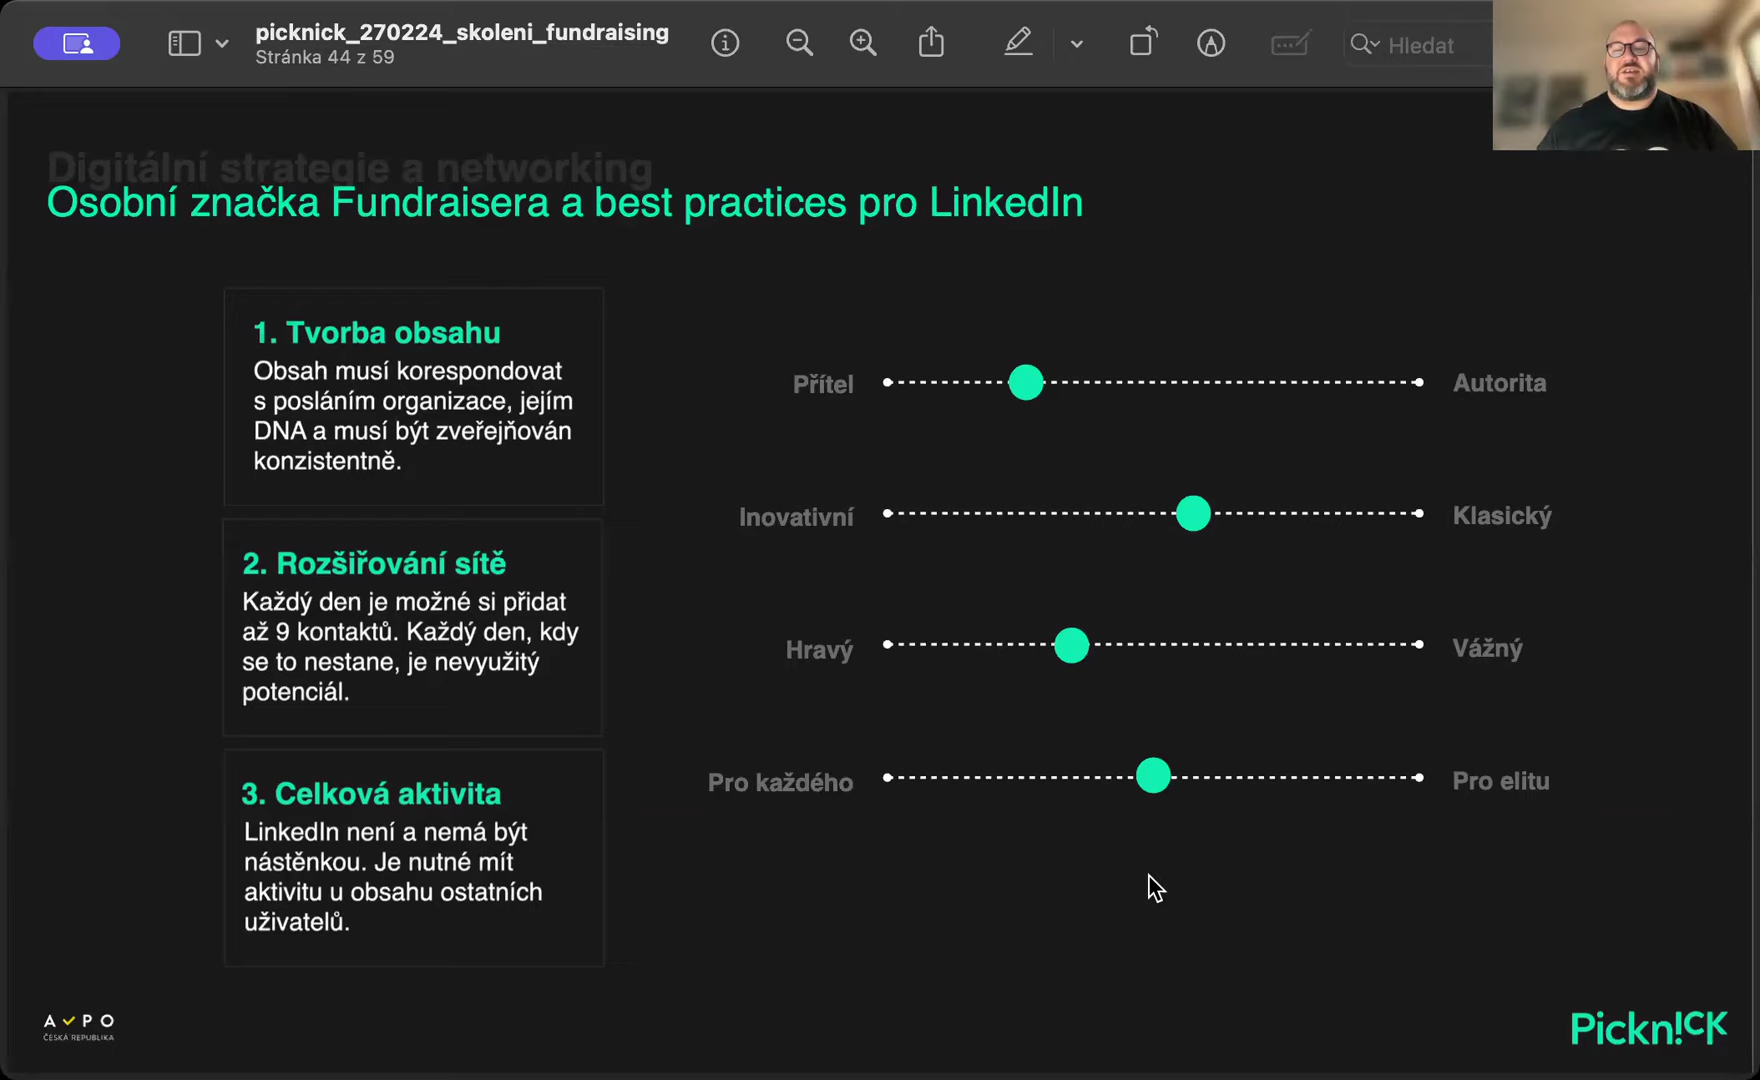 picknick_270224_skoleni_fundraising
Stránka 44 z 59
Hledat
Digitální strategie a networking
Osobní značka Fundraisera a best practices pro LinkedIn
1. Tvorba obsahu
Obsah musí korespondovat
s posláním organizace, jejím
DNA a musí být zveřejňován
konzistentně.
2. Rozšiřování sítě
Každý den je možné si přidat
až 9 kontaktů. Každý den, kdy
se to nestane, je nevyužitý
potenciál.
3. Celková aktivita
LinkedIn není a nemá být
nástěnkou. Je nutné mít
aktivitu u obsahu ostatních
uživatelů.
Přítel Autorita
Inovativní Klasický
Hravý Vážný
Pro každého Pro elitu
AVPO
ČESKÁ REPUBLIKA
Pickn!CK